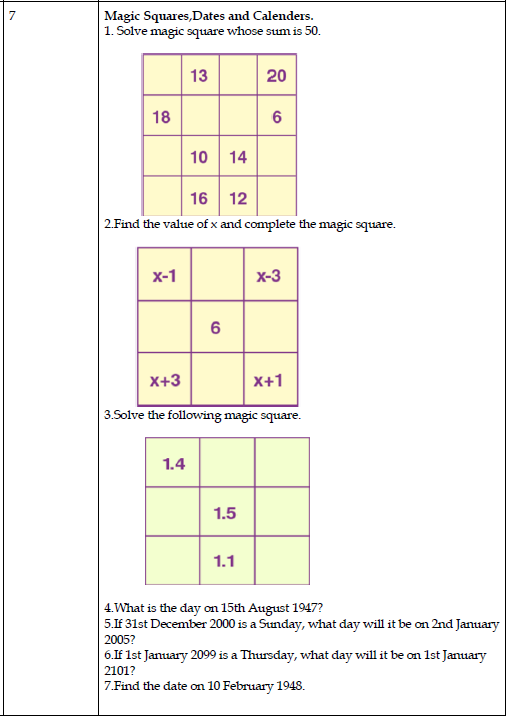 7
Magic Squares,Dates and Calenders.
1. Solve magic square whose sum is 50.
13 20
18 6
10 14
16 12
2.Find the value of x and complete the magic square.
x-1 x-3
6
x+3 x+1
3.Solve the following magic square.
1.4
1.5
1.1
4.What is the day on 15th August 1947?
5.If 31st December 2000 is a Sunday, what day will it be on 2nd January
2005?
6.If 1st January 2099 is a Thursday, what day will it be on 1st January
2101?
7.Find the date on 10 February 1948.